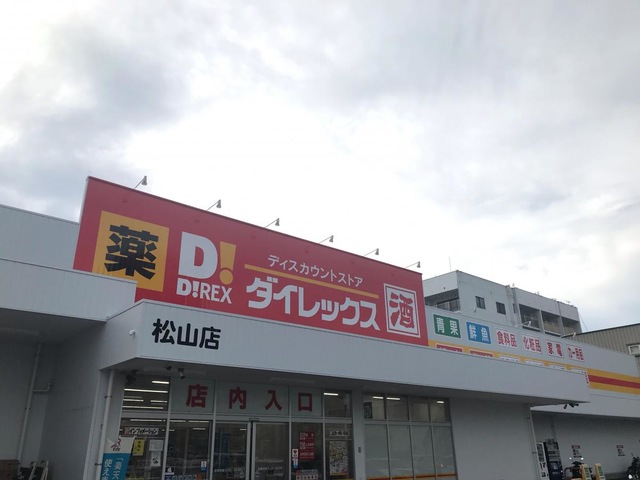 薬
D!
D!REX
ディスカウントストア
ダイレックス
酒
松山店
青果
鮮魚
食料品
化粧品
家電
カー用品
店内入口